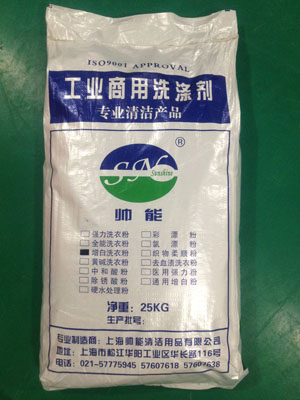 ISO9001 APPROVAL
工业商用洗涤剂
专业清洁产品
®
SN
Sunshine
帅能
强力洗衣粉 彩漂粉
全能洗衣粉 氯漂粉
增白洗衣粉 织物柔顺粉
黄碱洗衣粉 去血渍洗衣粉
中和酸粉 医用强力粉
除锈酸粉 通用增白粉
硬水处理粉
净重：25KG
生产批号：
专业制造商：上海帅能清洁用品有限公司
地址：上海市松江华阳工业区华长路116号
电话：021-57775945 57607618 57607638